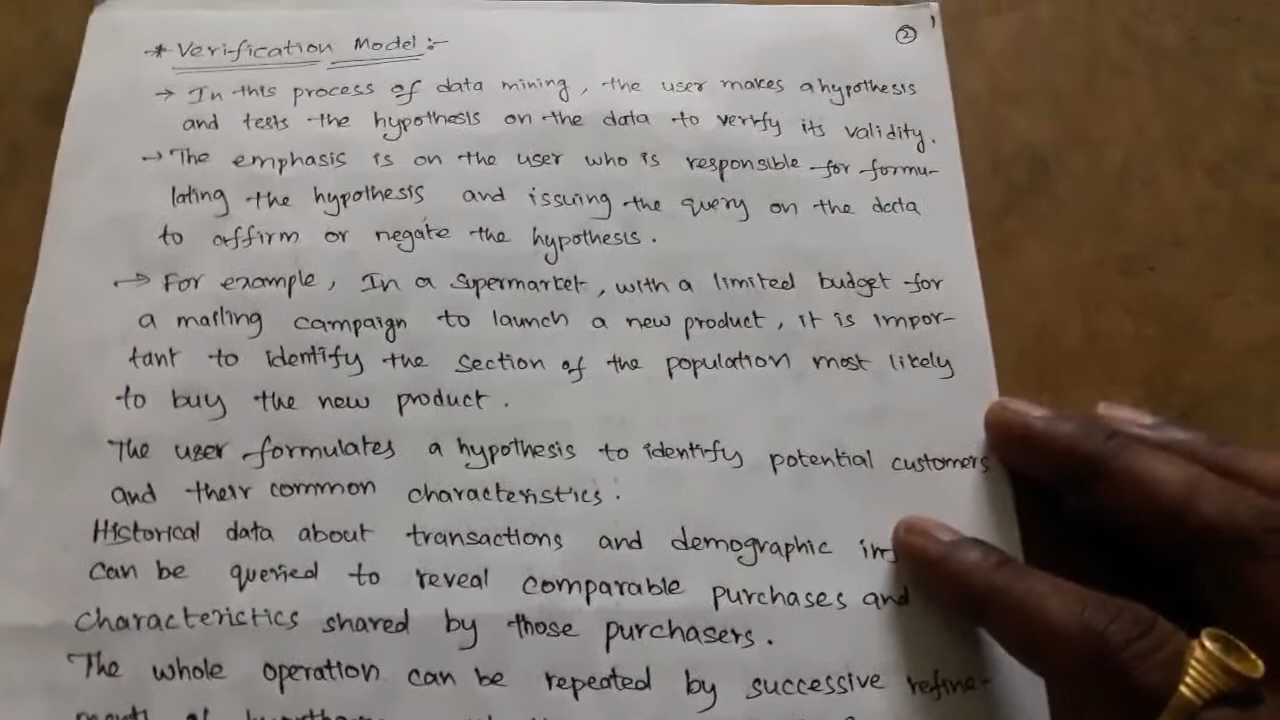 ②
* Verification Model :-
→ In this process of data mining, the user makes a hypothesis
and tests the hypothesis on the data to verify its validity.
→ The emphasis is on the user who is responsible for formu-
lating the hypothesis and issuing the query on the data
to affirm or negate the hypothesis.
→ For example, In a supermarket, with a limited budget for
a mailing campaign to launch a new product, it is impor-
tant to identify the section of the population most likely
to buy the new product.
The user formulates a hypothesis to identify potential customers
and their common characteristics.
Historical data about transactions and demographic
can be queried to reveal comparable purchases and
characterictics shared by those purchasers.
The whole operation can be repeated by successive refine-